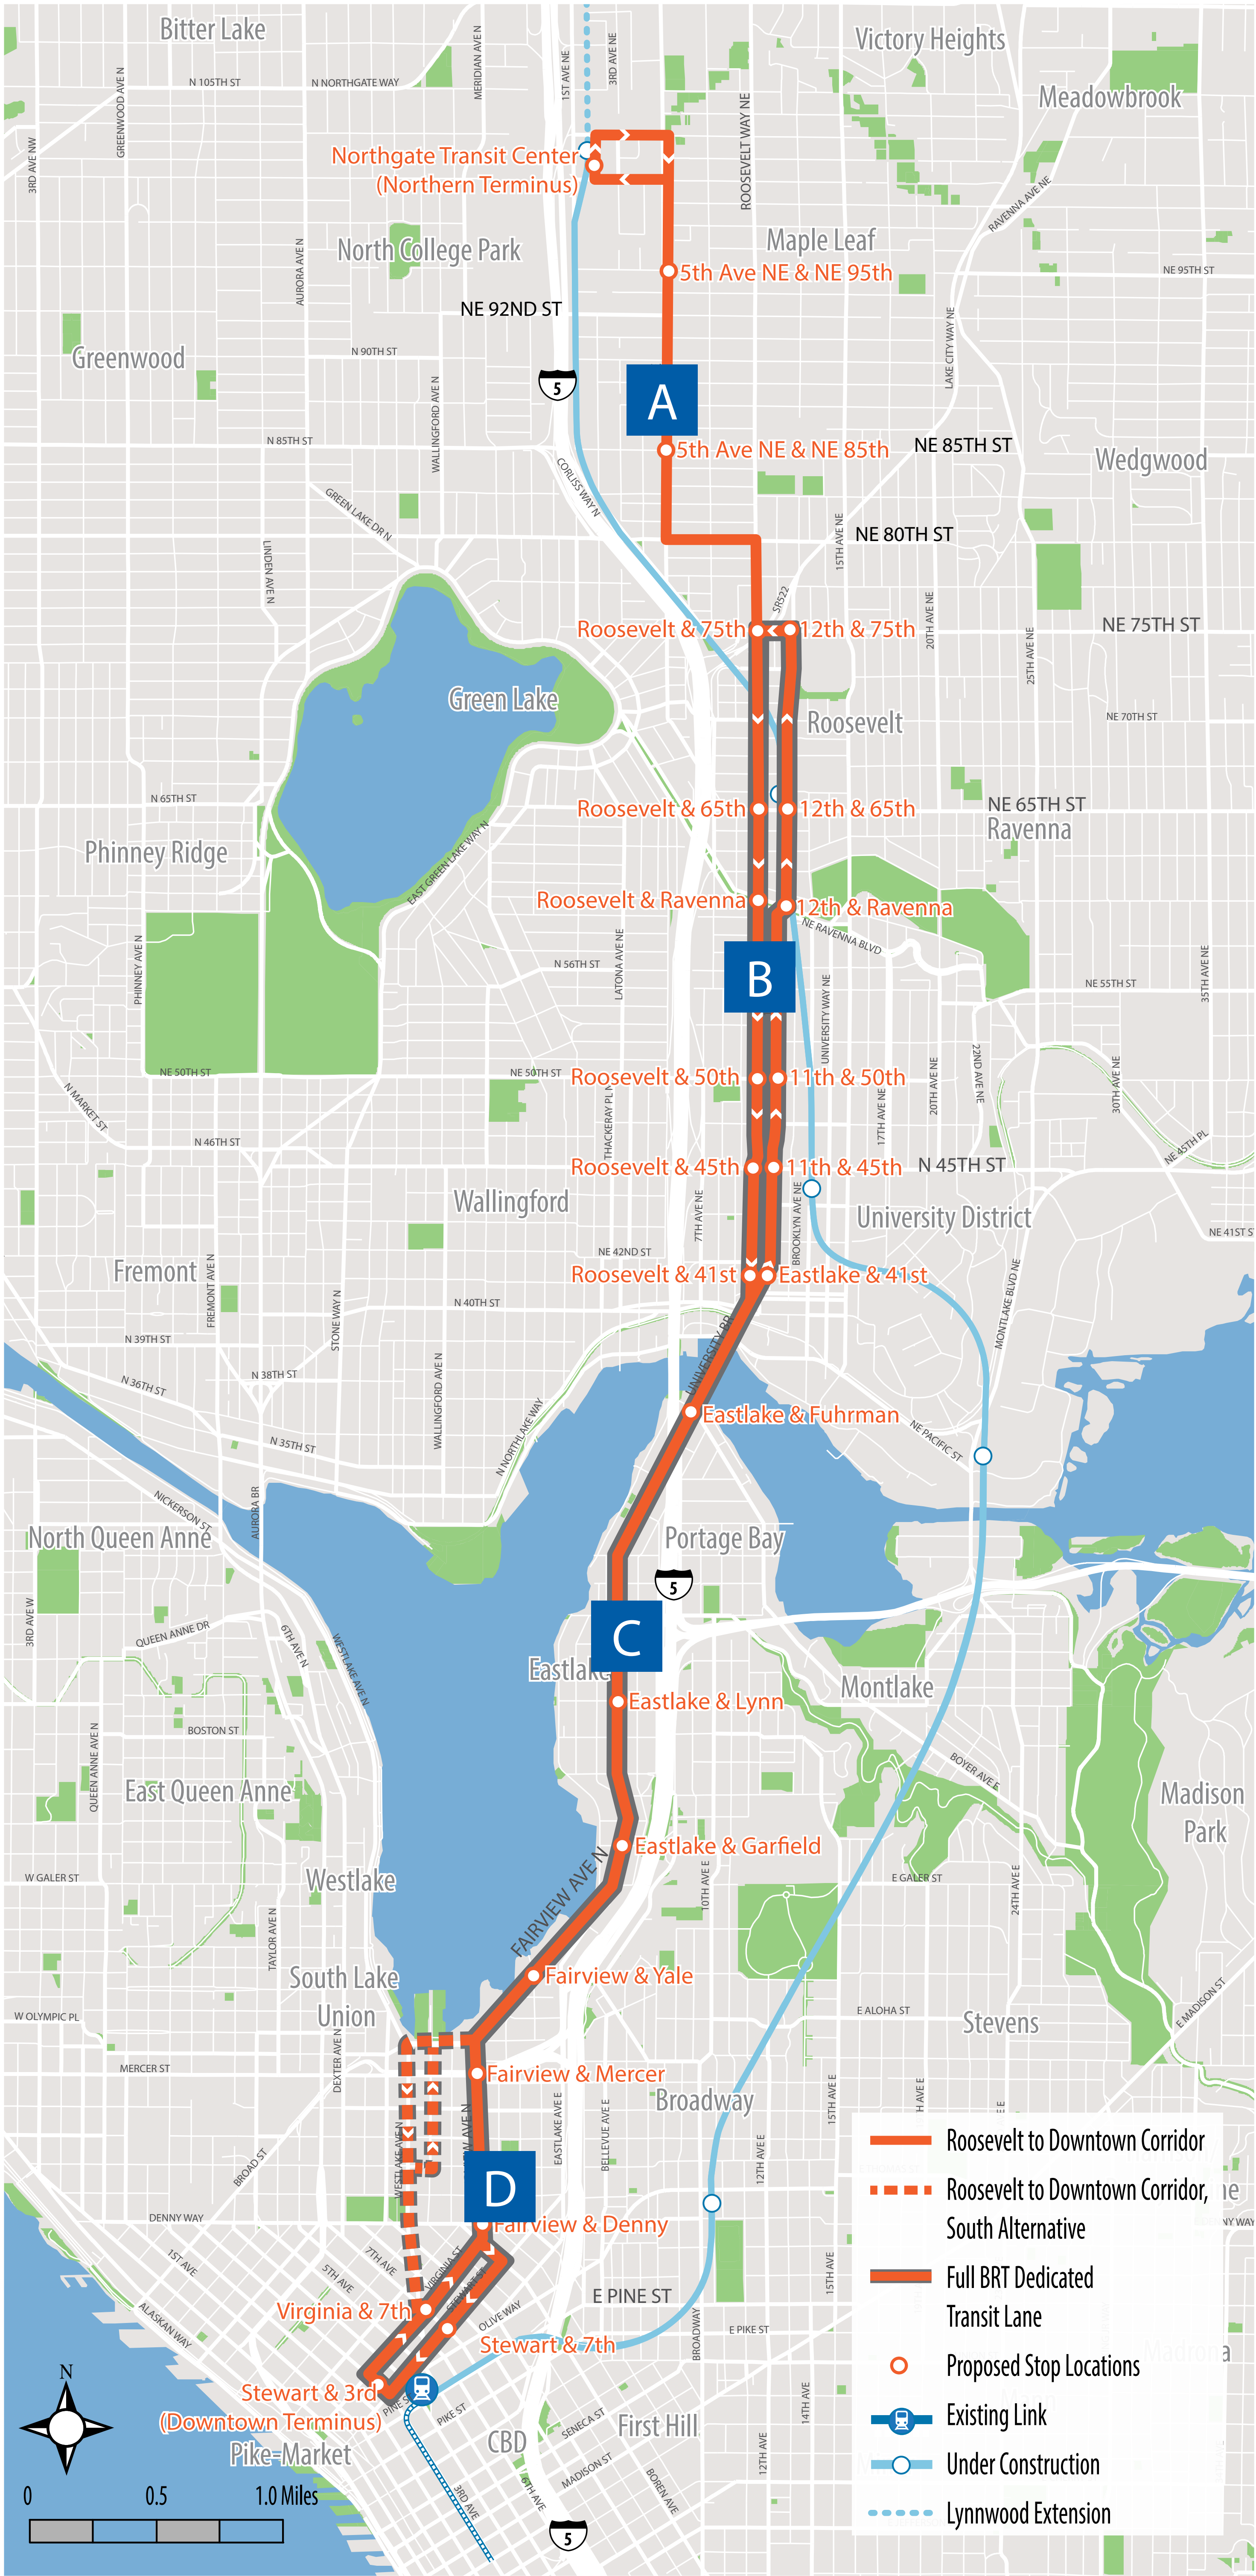 Bitter Lake
Victory Heights
Meadowbrook
N 105TH ST
N NORTHGATE WAY
GREENWOOD AVE N
MERIDIAN AVE N
1ST AVE NE
3RD AVE NE
ROOSEVELT WAY NE
3RD AVE NW
Northgate Transit Center
(Northern Terminus)
RAVENNA AVE NE
North College Park
Maple Leaf
AURORA AVE N
5th Ave NE & NE 95th
NE 95TH ST
NE 92ND ST
Greenwood
N 90TH ST
LAKE CITY WAY NE
5
A
WALLINGFORD AVE N
N 85TH ST
5th Ave NE & NE 85th
NE 85TH ST
Wedgwood
CORLISS WAY N
GREEN LAKE DR N
15TH AVE NE
NE 80TH ST
LINDEN AVE N
SR522
20TH AVE NE
25TH AVE NE
Roosevelt & 75th
12th & 75th
NE 75TH ST
Green Lake
Roosevelt
NE 70TH ST
N 65TH ST
Roosevelt & 65th
12th & 65th
NE 65TH ST
Ravenna
Phinney Ridge
EAST GREEN LAKE WAY N
Roosevelt & Ravenna
12th & Ravenna
NE RAVENNA BLVD
PHINNEY AVE N
LATONA AVE NE
N 56TH ST
B
NE 55TH ST
35TH AVE NE
UNIVERSITY WAY NE
NE 50TH ST
NE 50TH ST
Roosevelt & 50th
11th & 50th
22ND AVE NE
20TH AVE NE
17TH AVE NE
30TH AVE NE
N MARKET ST
THACKERAY PL N
N 46TH ST
Roosevelt & 45th
11th & 45th
N 45TH ST
NE 45TH PL
Wallingford
7TH AVE NE
BROOKLYN AVE NE
University District
NE 41ST S
NE 42ND ST
Fremont
FREMONT AVE N
Roosevelt & 41st
Eastlake & 41st
N 40TH ST
STONE WAY N
MONTLAKE BLVD NE
N 39TH ST
UNIVERSITY BR
N 38TH ST
N 36TH ST
WALLINGFORD AVE N
N NORTHLAKE WAY
Eastlake & Fuhrman
NE PACIFIC ST
N 35TH ST
NICKERSON ST
AURORA BR
North Queen Anne
Portage Bay
5
3RD AVE W
QUEEN ANNE DR
6TH AVE N
WESTLAKE AVE N
C
Eastlake
Montlake
Eastlake & Lynn
BOSTON ST
QUEEN ANNE AVE N
BOYER AVE E
East Queen Anne
Madison
Park
Eastlake & Garfield
FAIRVIEW AVE N
W GALER ST
Westlake
10TH AVE E
E GALER ST
24TH AVE E
TAYLOR AVE N
South Lake
Union
Fairview & Yale
W OLYMPIC PL
E ALOHA ST
Stevens
E MADISON ST
MERCER ST
DEXTER AVE N
Fairview & Mercer
Broadway
15TH AVE E
H AVE E
E
WESTLAKE AVE N
W AVE N
EASTLAKE AVE E
BELLEVUE AVE E
12TH AVE E
BROAD ST
D
DENNY WAY
Fairview & Denny
1ST AVE
7TH AVE
5TH AVE
VIRGINIA ST
STEWART ST
15TH AVE E
ALASKAN WAY
Virginia & 7th
OLIVE WAY
E PINE ST
E PIKE ST
BROADWAY
Stewart & 7th
Stewart & 3rd
(Downtown Terminus)
PINE S
PIKE ST
14TH AVE
Pike-Market
CBD
SENECA ST
First Hill
12TH AVE
MADISON ST
BOREN AVE
3RD AVE
6TH AVE
5
N
0
0.5
1.0 Miles
Roosevelt to Downtown Corridor
Roosevelt to Downtown Corridor,
South Alternative
Full BRT Dedicated
Transit Lane
Proposed Stop Locations
Existing Link
Under Construction
Lynnwood Extension